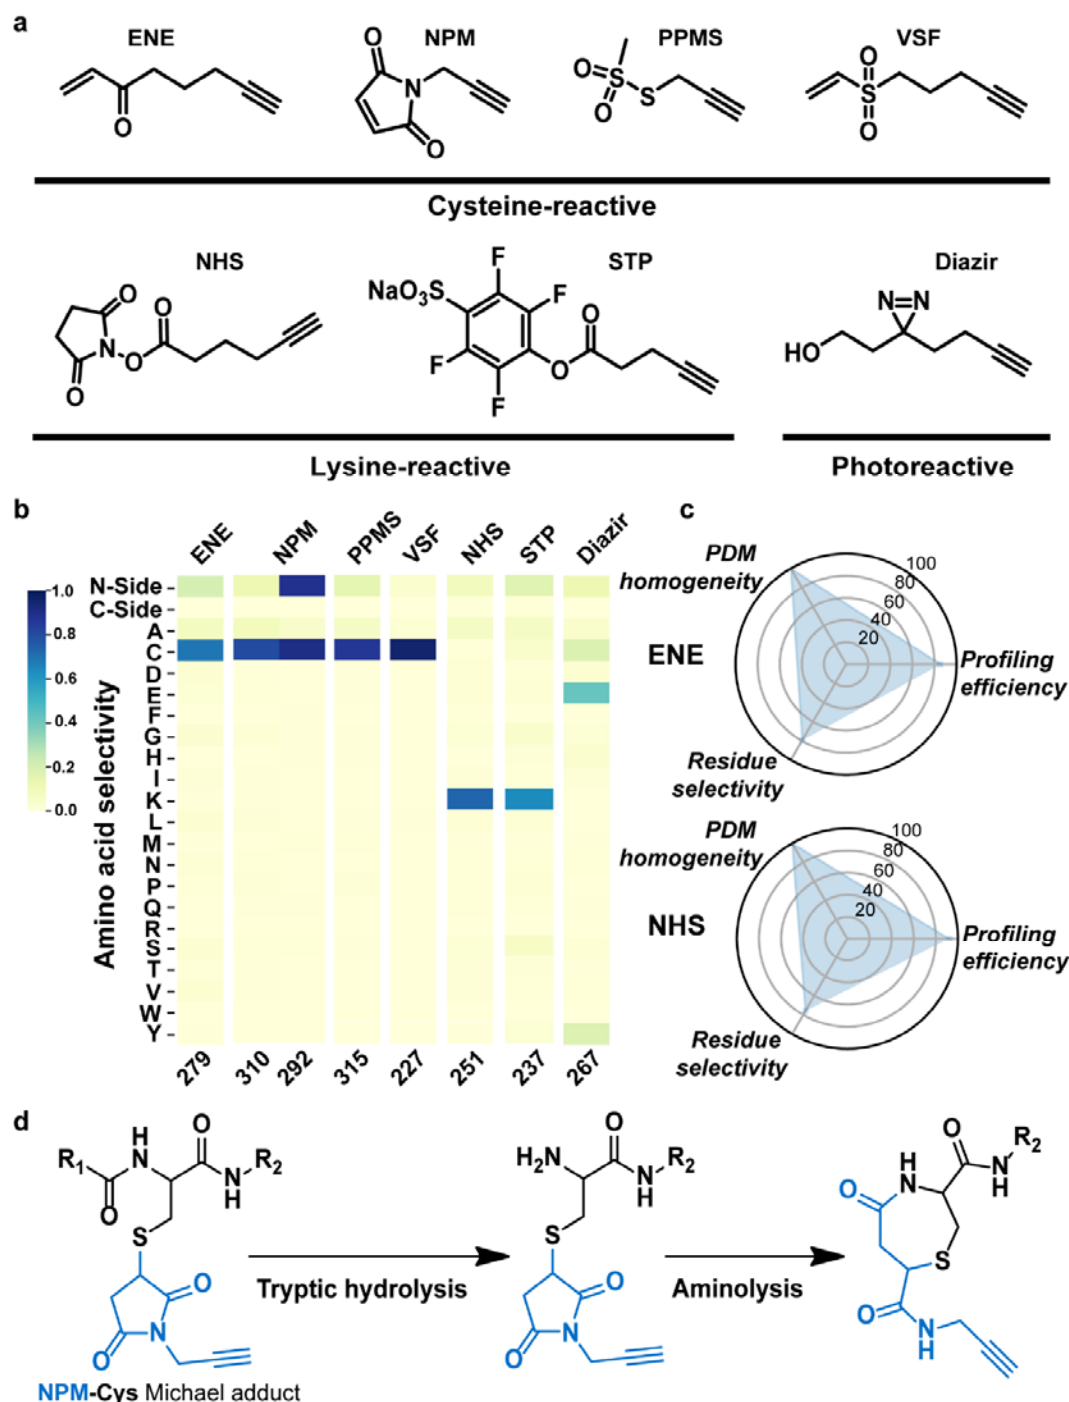 a
ENE
NPM
PPMS
VSF
O
O
N
O
O
S
O
S
O
S
O
Cysteine-reactive
NHS
STP
Diazir
O
N
O
O
O
NaO3S
F
F
F
F
O
O
N=N
HO
Lysine-reactive
Photoreactive
b
ENE
NPM
PPMS
VSF
NHS
STP
Diazir
1.0
0.8
0.6
0.4
0.2
0.0
Amino acid selectivity
N-Side
C-Side
A
C
D
E
F
G
H
I
K
L
M
N
P
Q
R
S
T
V
W
Y
279
310
292
315
227
251
237
267
c
PDM
homogeneity
100
80
60
40
20
ENE
Profiling
efficiency
Residue
selectivity
PDM
homogeneity
100
80
60
40
20
NHS
Profiling
efficiency
Residue
selectivity
d
R1
H
N
O
O
N
H
R2
S
O
O
N
NPM-Cys Michael adduct
Tryptic hydrolysis
H2N
O
N
H
R2
S
O
O
N
Aminolysis
O
H
N
O
N
H
R2
S
O
N
H